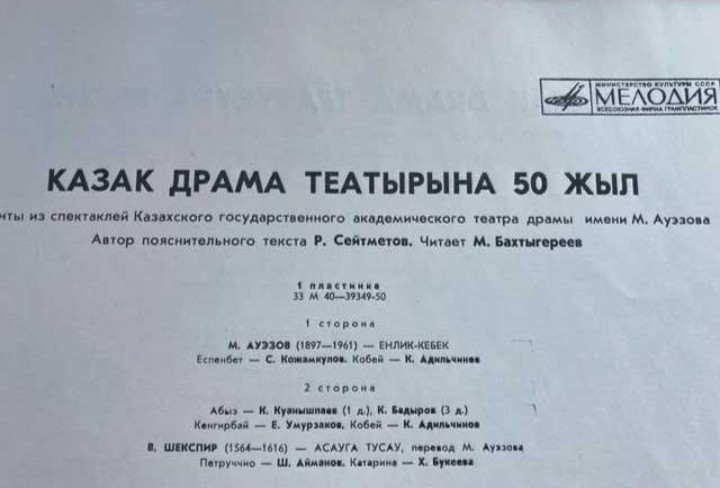 МИНИСТЕРСТВО КУЛЬТУРЫ СССР
МЕЛОДИЯ
ВСЕСОЮЗНАЯ ФИРМА ГРАМПЛАСТИНОК
КАЗАК ДРАМА ТЕАТЫРЫНА 50 ЖЫЛ
нты из спектаклей Казахского государственного академического театра драмы имени М. Ауэзова
Автор пояснительного текста Р. Сейтметов. Читает М. Бахтыгереев
1 пластинка
33 М 40—39349-50
1 сторона
М. АУЭЗОВ (1897—1961) — ЕНЛИК-КЕБЕК
Еспенбет — С. Кожамкулов. Кобей — К. Адильчинов
2 сторона
Абыз — К. Куанышпаев (1 д.), К. Бадыров (3 д.)
Кенгирбай — Е. Умурзаков, Кобей — К. Адильчинов
В. ШЕКСПИР (1564—1616) — АСАУГА ТУСАУ, перевод М. Ауэзова
Петруччио — Ш. Айманов. Катарина — Х. Букеева